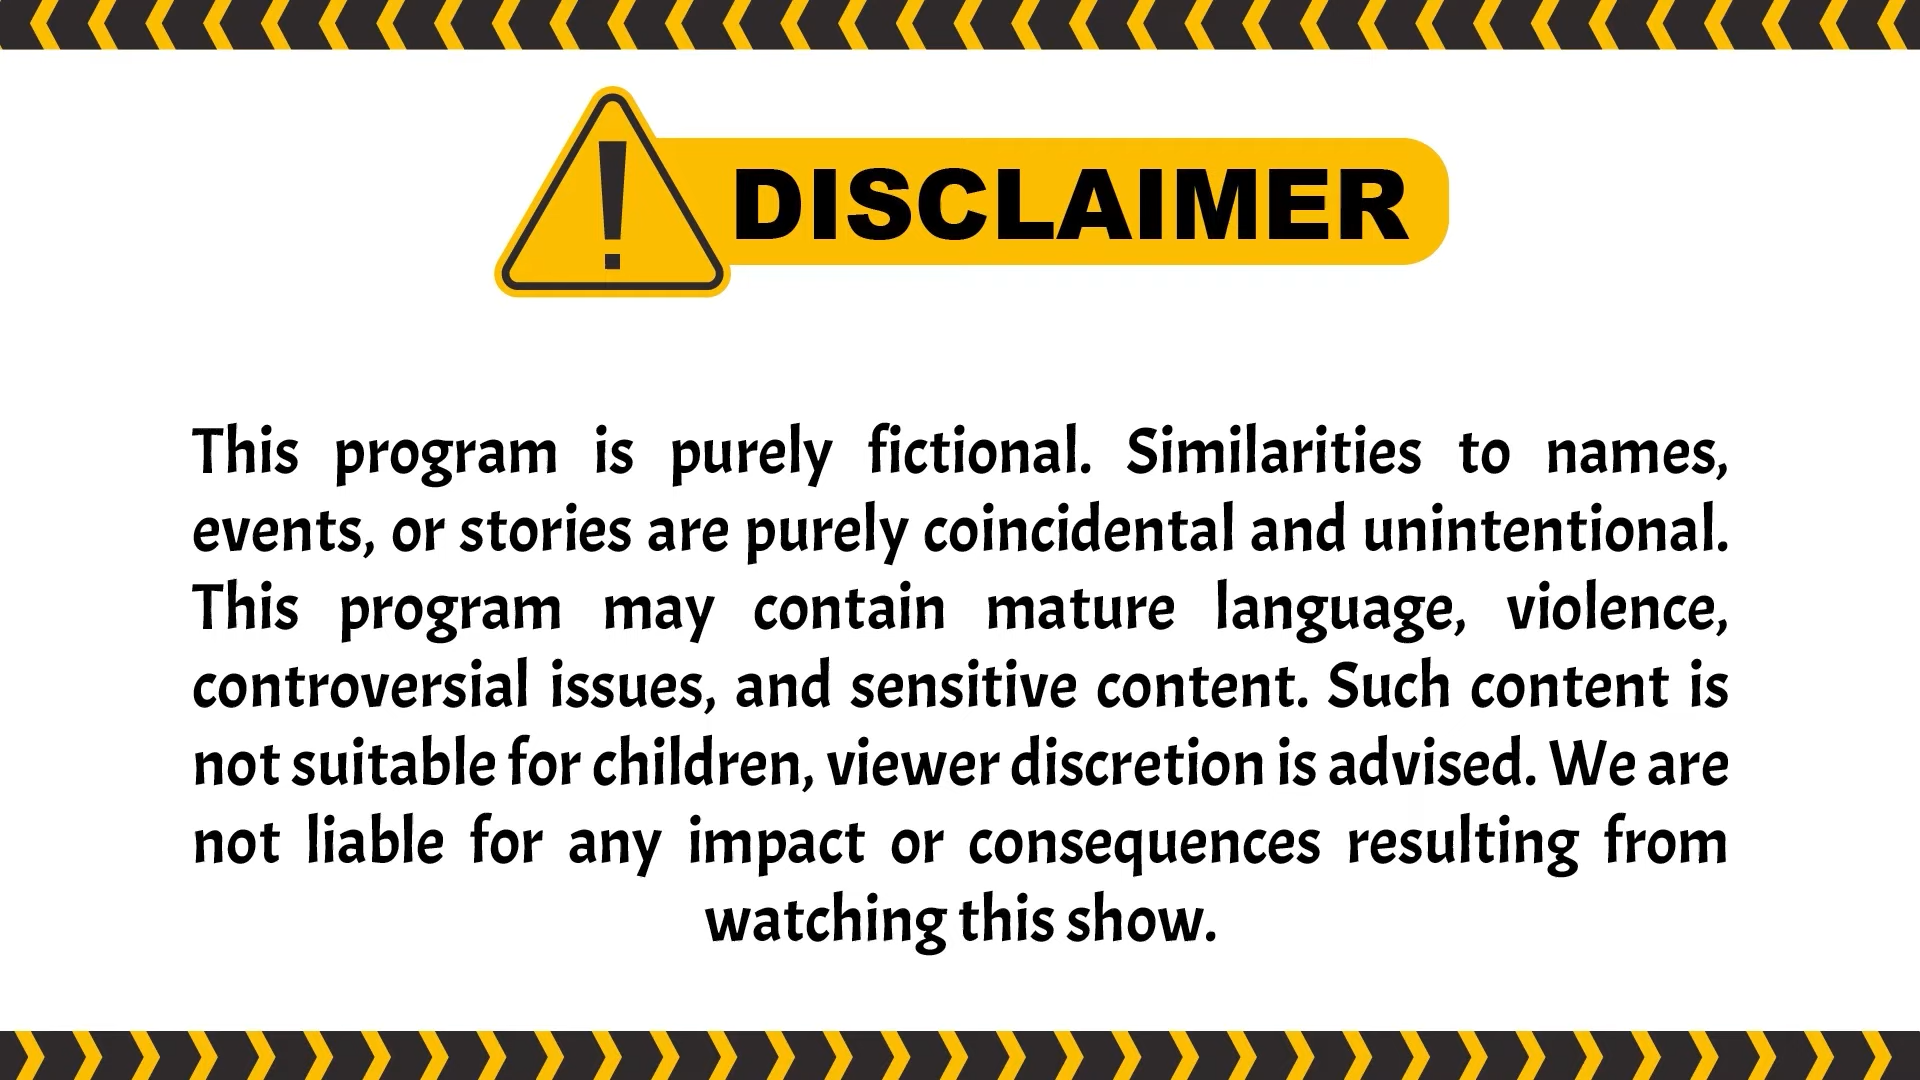 DISCLAIMER
This program is purely fictional. Similarities to names,
events, or stories are purely coincidental and unintentional.
This program may contain mature language, violence,
controversial issues, and sensitive content. Such content is
not suitable for children, viewer discretion is advised. We are
not liable for any impact or consequences resulting from
watching this show.